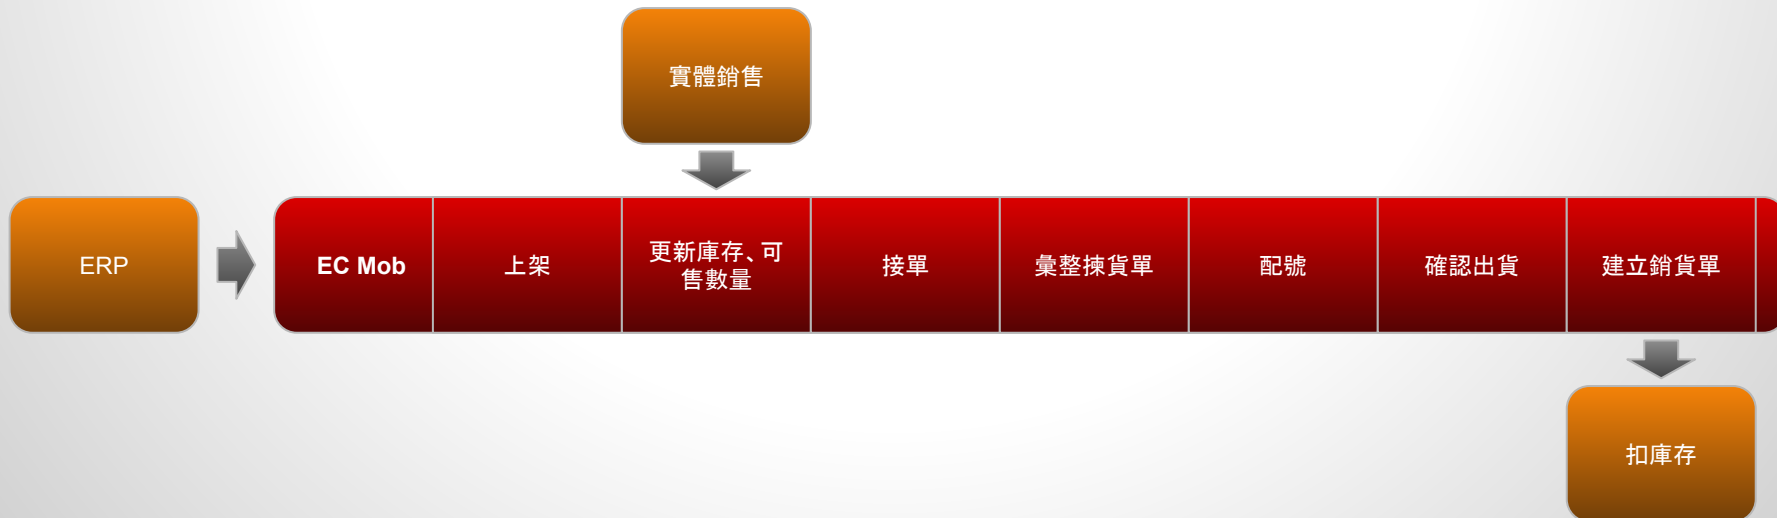 實體銷售
ERP
EC Mob
上架
更新庫存、可
售數量
接單
彙整揀貨單
配號
確認出貨
建立銷貨單
扣庫存